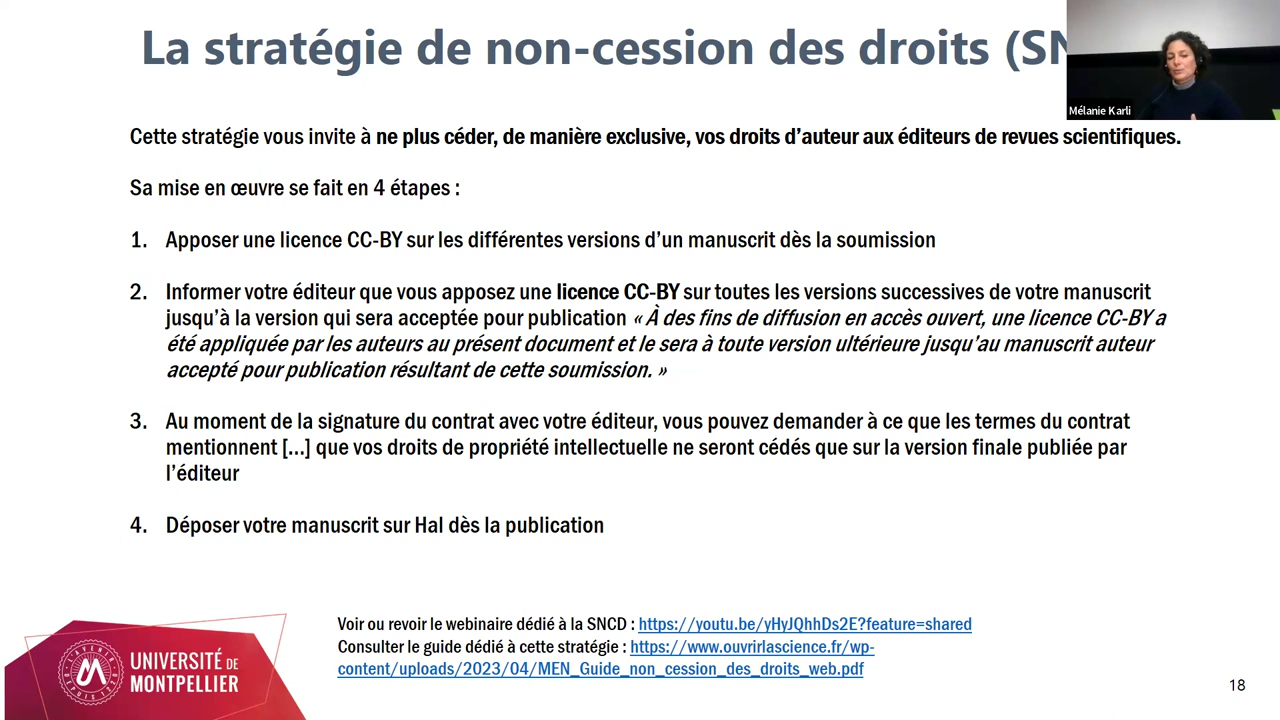 La stratégie de non-cession des droits (SN
Mélanie Karli
Cette stratégie vous invite à ne plus céder, de manière exclusive, vos droits d'auteur aux éditeurs de revues scientifiques.
Sa mise en œuvre se fait en 4 étapes :
1. Apposer une licence CC-BY sur les différentes versions d'un manuscrit dès la soumission
2. Informer votre éditeur que vous apposez une licence CC-BY sur toutes les versions successives de votre manuscrit
jusqu'à la version qui sera acceptée pour publication « À des fins de diffusion en accès ouvert, une licence CC-BY a
été appliquée par les auteurs au présent document et le sera à toute version ultérieure jusqu'au manuscrit auteur
accepté pour publication résultant de cette soumission. »
3. Au moment de la signature du contrat avec votre éditeur, vous pouvez demander à ce que les termes du contrat
mentionnent [...] que vos droits de propriété intellectuelle ne seront cédés que sur la version finale publiée par
l'éditeur
4. Déposer votre manuscrit sur Hal dès la publication
Voir ou revoir le webinaire dédié à la SNCD : https://youtu.be/yHyJQhhDs2E?feature=shared
Consulter le guide dédié à cette stratégie : https://www.ouvrirlascience.fr/wp-
content/uploads/2023/04/MEN_Guide_non_cession_des_droits_web.pdf
UNIVERSITÉ DE
MONTPELLIER
18